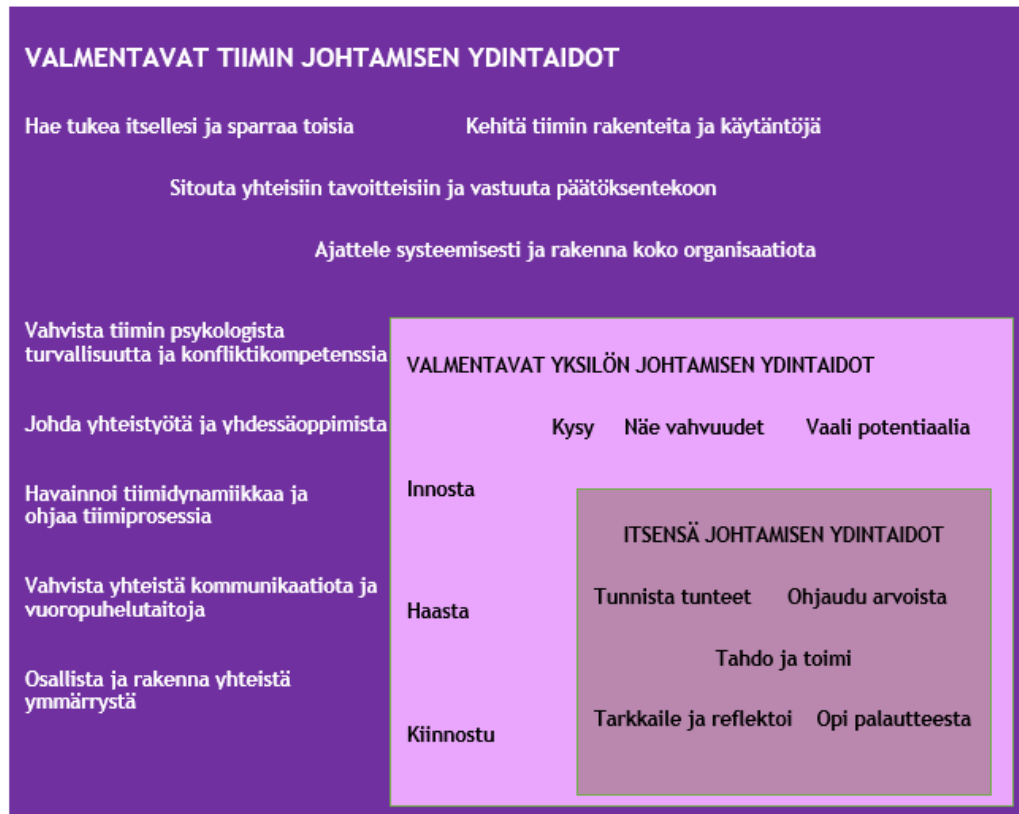 VALMENTAVAT TIIMIN JOHTAMISEN YDINTAIDOT
Hae tukea itsellesi ja sparraa toisia
Kehitä tiimin rakenteita ja käytäntöjä
Sitouta yhteisiin tavoitteisiin ja vastuuta päätöksentekoon
Ajattele systeemisesti ja rakenna koko organisaatiota
Vahvista tiimin psykologista
turvallisuutta ja konfliktikompetenssia
Johda yhteistyötä ja yhdessäoppimista
Havainnoi tiimidynamiikkaa ja
ohjaa tiimiprosessia
Vahvista yhteistä kommunikaatiota ja
vuoropuhelutaitoja
Osallista ja rakenna yhteistä
ymmärrystä
VALMENTAVAT YKSILÖN JOHTAMISEN YDINTAIDOT
Kysy
Näe vahvuudet
Vaali potentiaalia
Innosta
Haasta
Kiinnostu
ITSENSÄ JOHTAMISEN YDINTAIDOT
Tunnista tunteet
Ohjaudu arvoista
Tahdo ja toimi
Tarkkaile ja reflektoi
Opi palautteesta